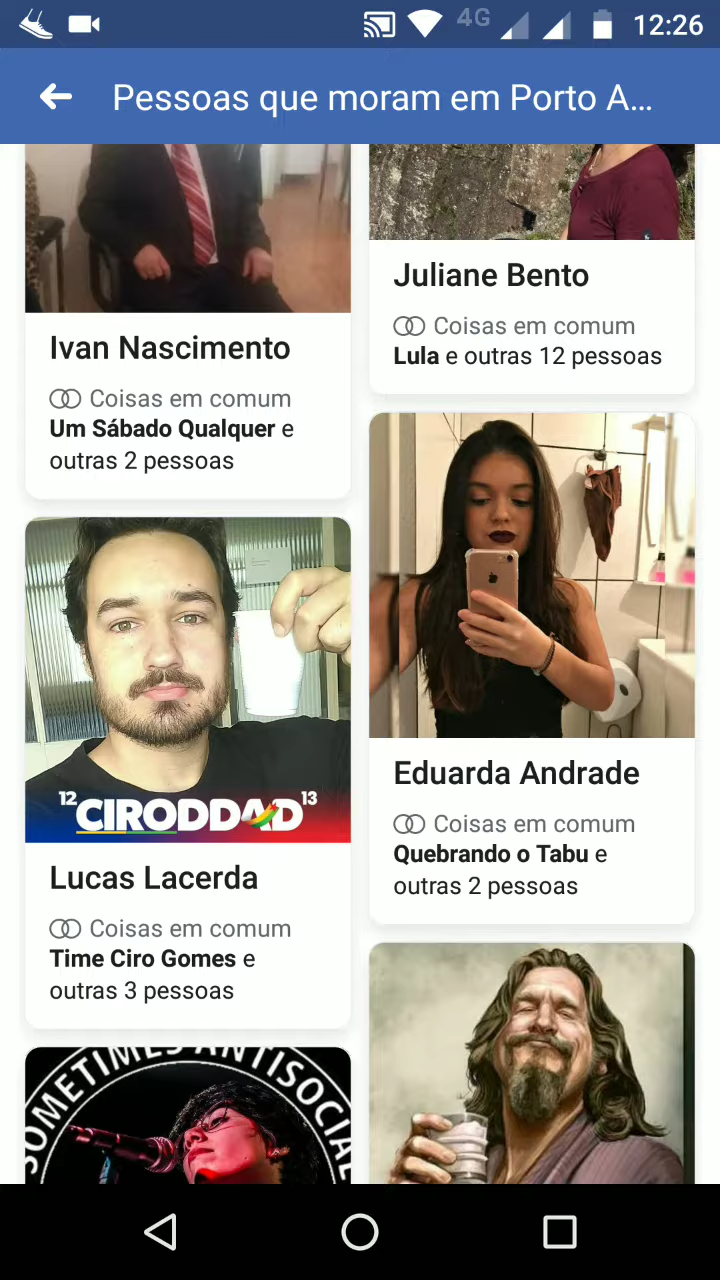 4G 12:26
Pessoas que moram em Porto A...
Ivan Nascimento
Coisas em comum
Um Sábado Qualquer e
outras 2 pessoas
Juliane Bento
Coisas em comum
Lula e outras 12 pessoas
12 CIRODDAD 13
Lucas Lacerda
Coisas em comum
Time Ciro Gomes e
outras 3 pessoas
Eduarda Andrade
Coisas em comum
Quebrando o Tabu e
outras 2 pessoas
SOMETIMES ANTISOCIAL